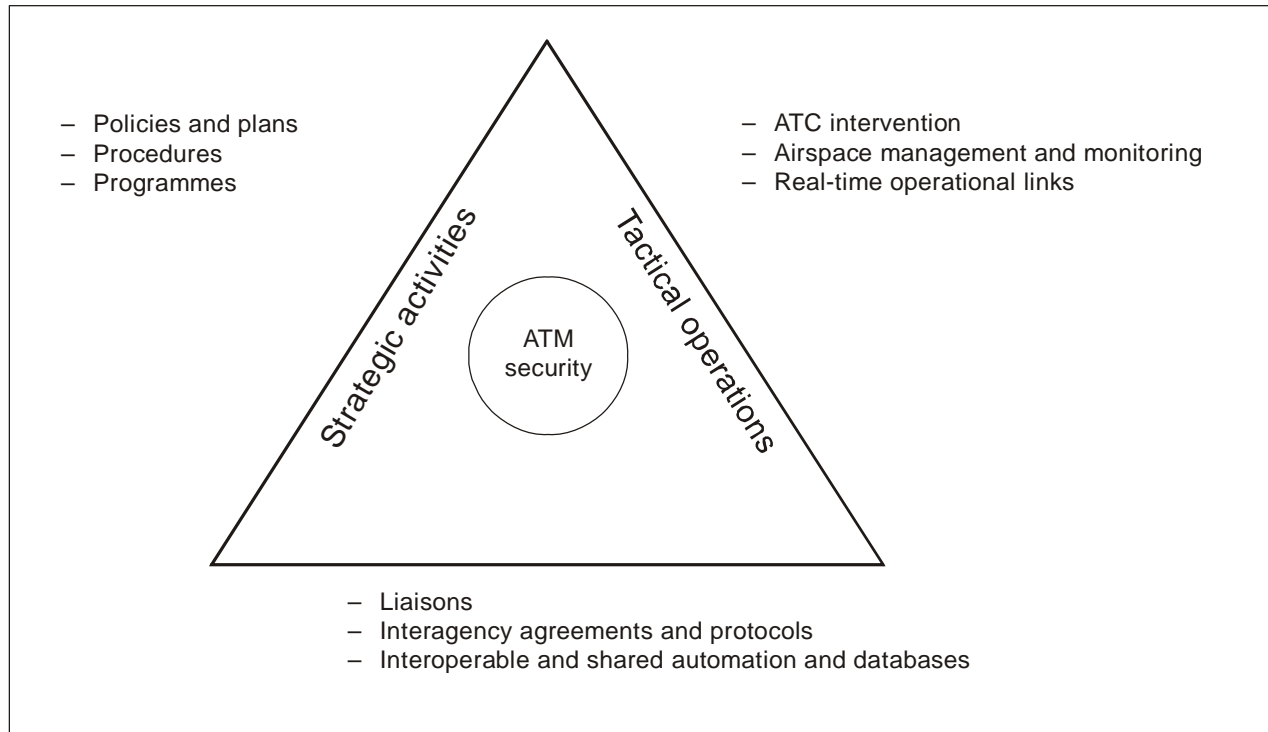 – Policies and plans
– Procedures
– Programmes
– ATC intervention
– Airspace management and monitoring
– Real-time operational links
Strategic activities
Tactical operations
ATM
security
– Liaisons
– Interagency agreements and protocols
– Interoperable and shared automation and databases